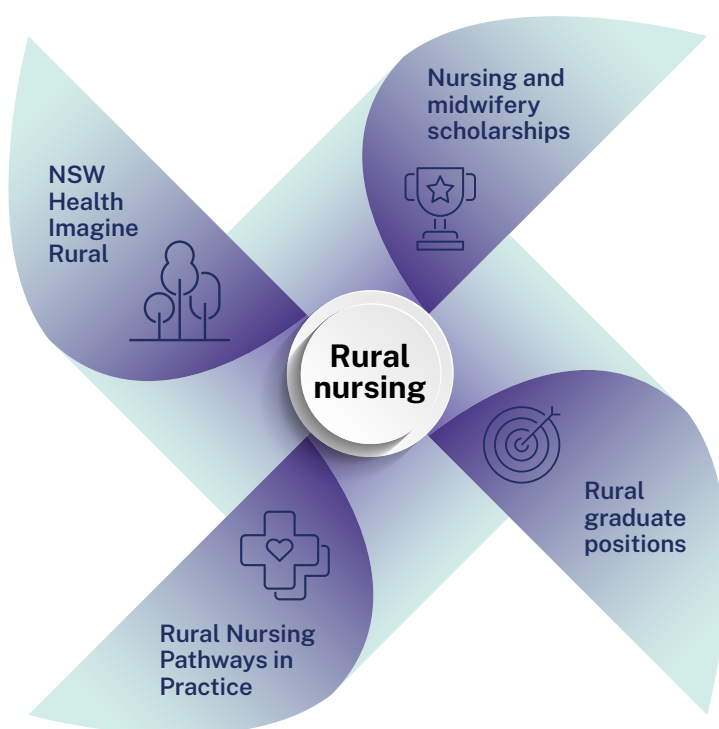 Nursing and
midwifery
scholarships
NSW
Health
Imagine
Rural
Rural
nursing
Rural
graduate
positions
Rural Nursing
Pathways in
Practice